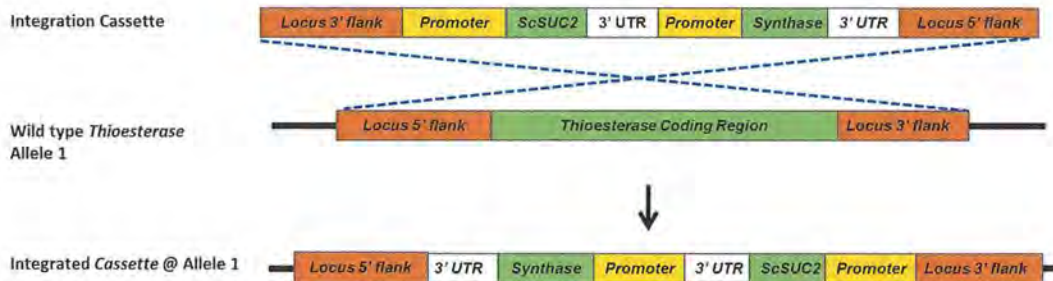 Integration Cassette
Locus 3' flank Promoter ScSUC2 3' UTR Promoter Synthase 3' UTR Locus 5' flank
Wild type Thioesterase
Allele 1
Locus 5' flank Thioesterase Coding Region Locus 3' flank
Integrated Cassette @ Allele 1
Locus 5' flank 3' UTR Synthase Promoter 3' UTR ScSUC2 Promoter Locus 3' flank